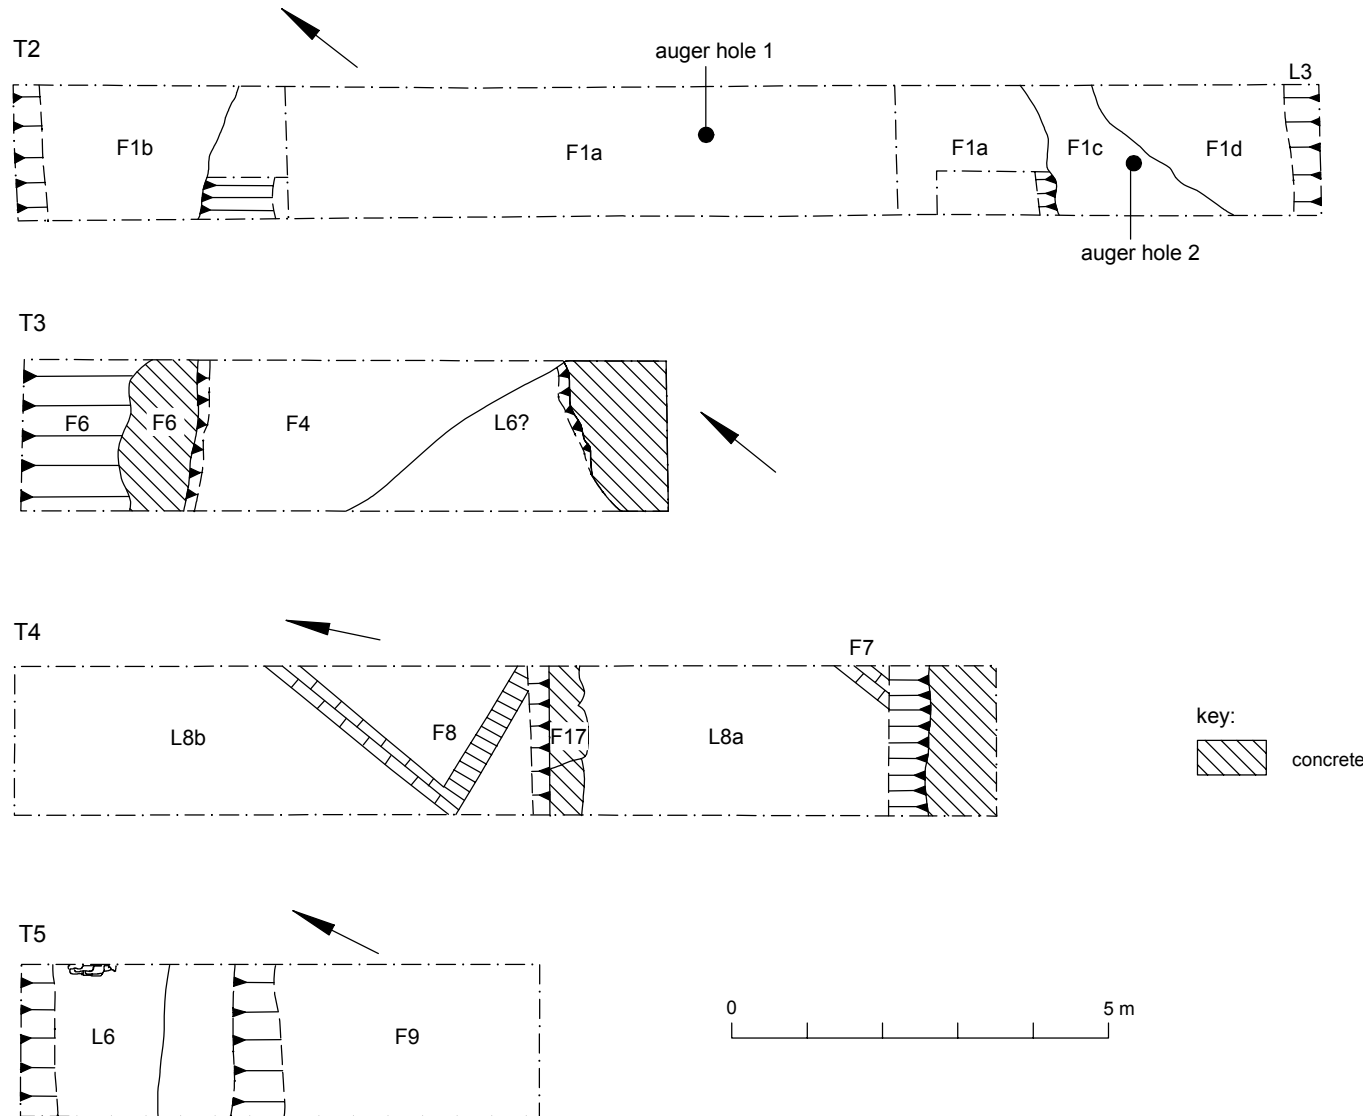 auger hole 1
T2
L3
F1b
F1a
F1a
F1c
F1d
auger hole 2
T3
F6
F6
F4
L6?
T4
F7
L8b
F8
F17
L8a
key:
concrete
T5
L6
F9
0
5 m